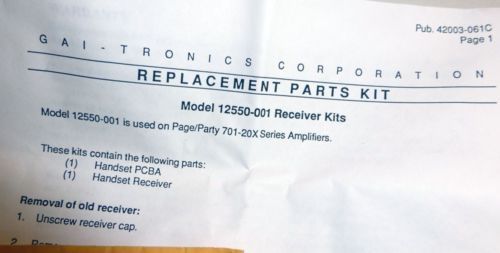 Pub. 42003-061C
Page 1
GAI-TRONICS CORPORATION
REPLACEMENT PARTS KIT
Model 12550-001 Receiver Kits
Model 12550-001 is used on Page/Party 701-20X Series Amplifiers.
These kits contain the following parts:
(1) Handset PCBA
(1) Handset Receiver
Removal of old receiver:
1. Unscrew receiver cap.
2